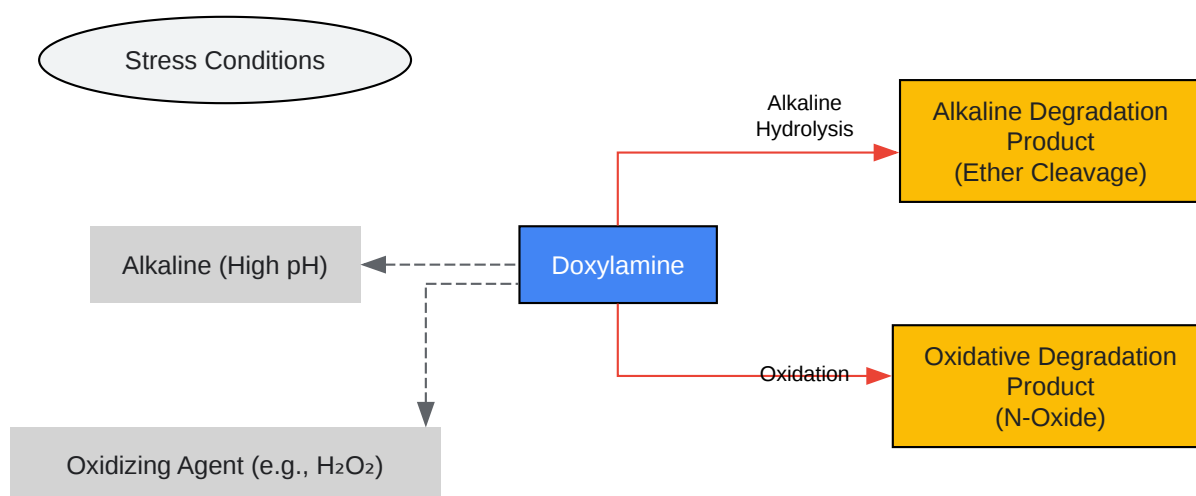 Stress Conditions
Alkaline
Hydrolysis
Alkaline Degradation
Product
(Ether Cleavage)
Alkaline (High pH)
Doxylamine
Oxidation
Oxidative Degradation
Product
(N-Oxide)
Oxidizing Agent (e.g., H₂O₂)